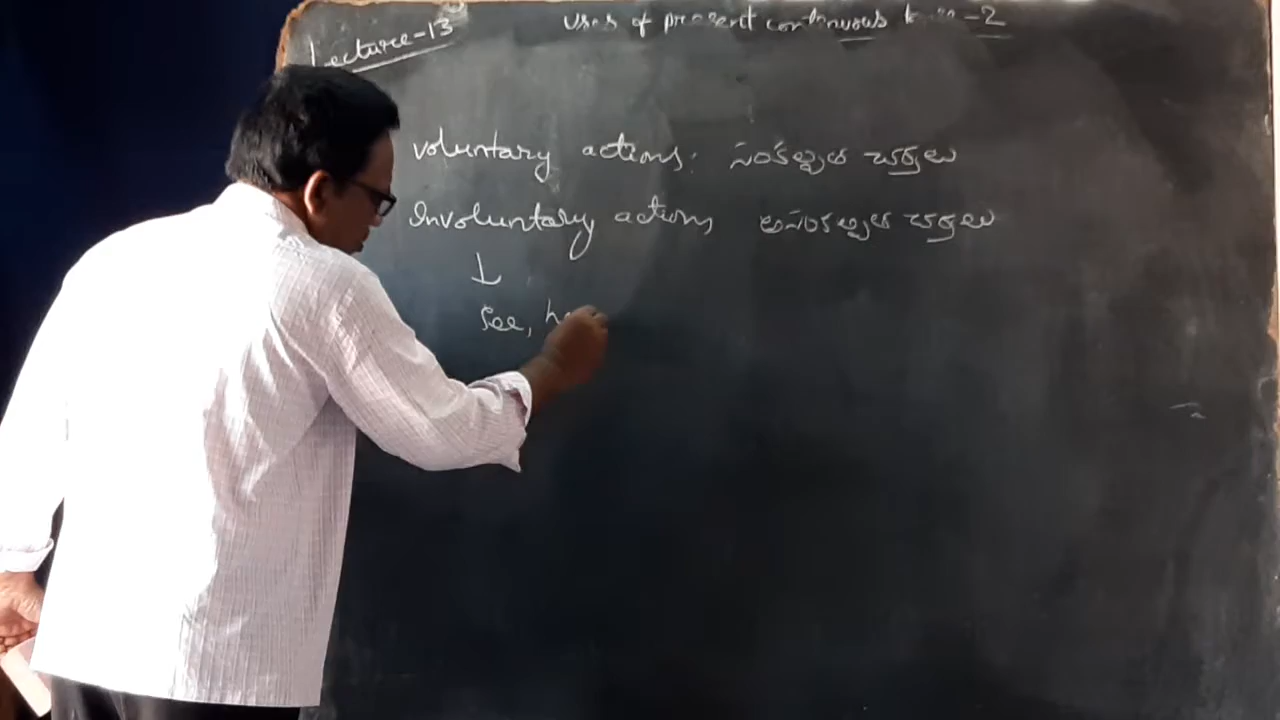 Lecture-13
Uses of present continuous -2
voluntary actions: సంకల్పిత చర్యలు
Involuntary actions అసంకల్పిత చర్యలు
↓
See,